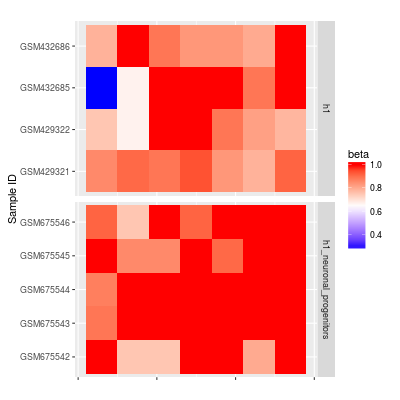 GSM432686
GSM432685
GSM429322
GSM429321
h1
GSM675546
GSM675545
GSM675544
GSM675543
GSM675542
h1_neuronal_progenitors
Sample ID
beta
1.0
0.8
0.6
0.4